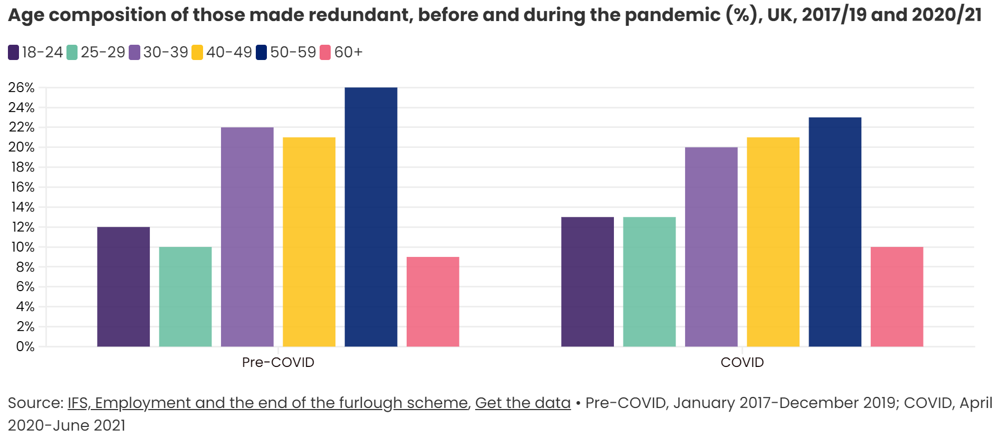 Age composition of those made redundant, before and during the pandemic (%), UK, 2017/19 and 2020/21
18-24 25-29 30-39 40-49 50-59 60+
26%
24%
22%
20%
18%
16%
14%
12%
10%
8%
6%
4%
2%
0%
Pre-COVID COVID
Source: IFS, Employment and the end of the furlough scheme, Get the data • Pre-COVID, January 2017-December 2019; COVID, April
2020-June 2021